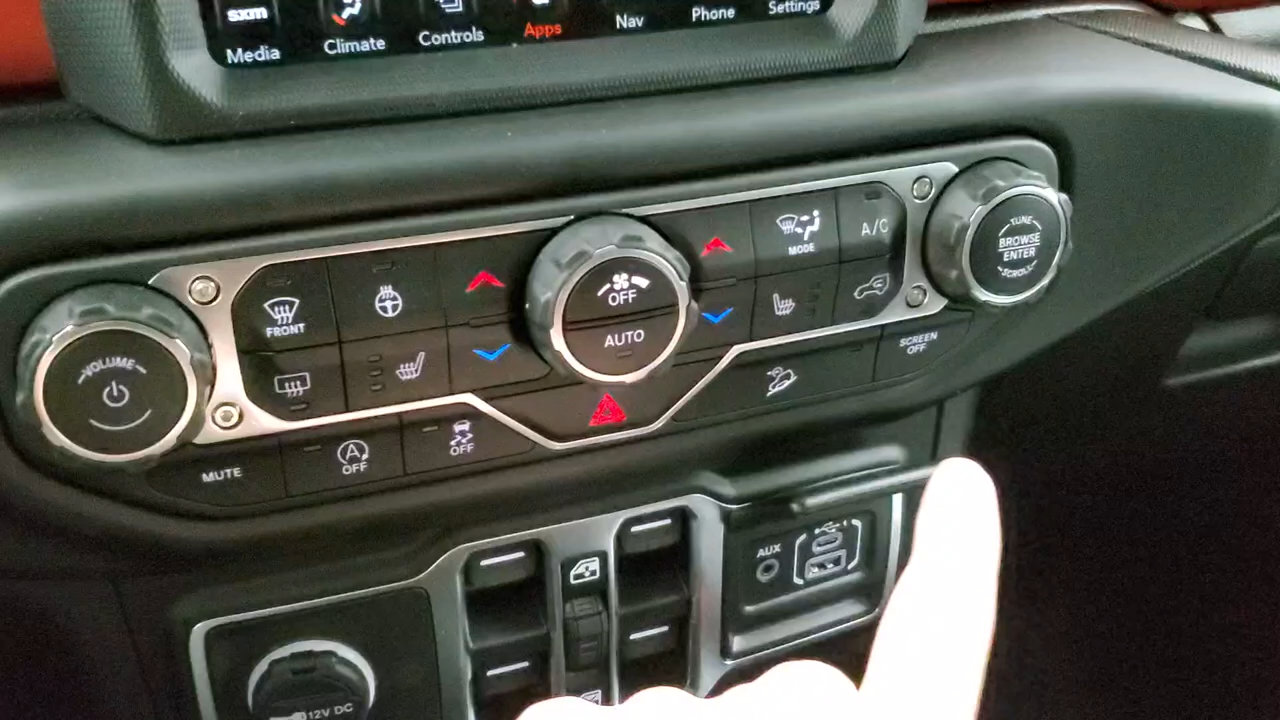 sxm
Media
Climate
Controls
Apps
Nav
Phone
Settings
VOLUME
FRONT
OFF
AUTO
MODE
A/C
TUNE
BROWSE
ENTER
SCROLL
MUTE
A
OFF
OFF
SCREEN
OFF
AUX
12V DC